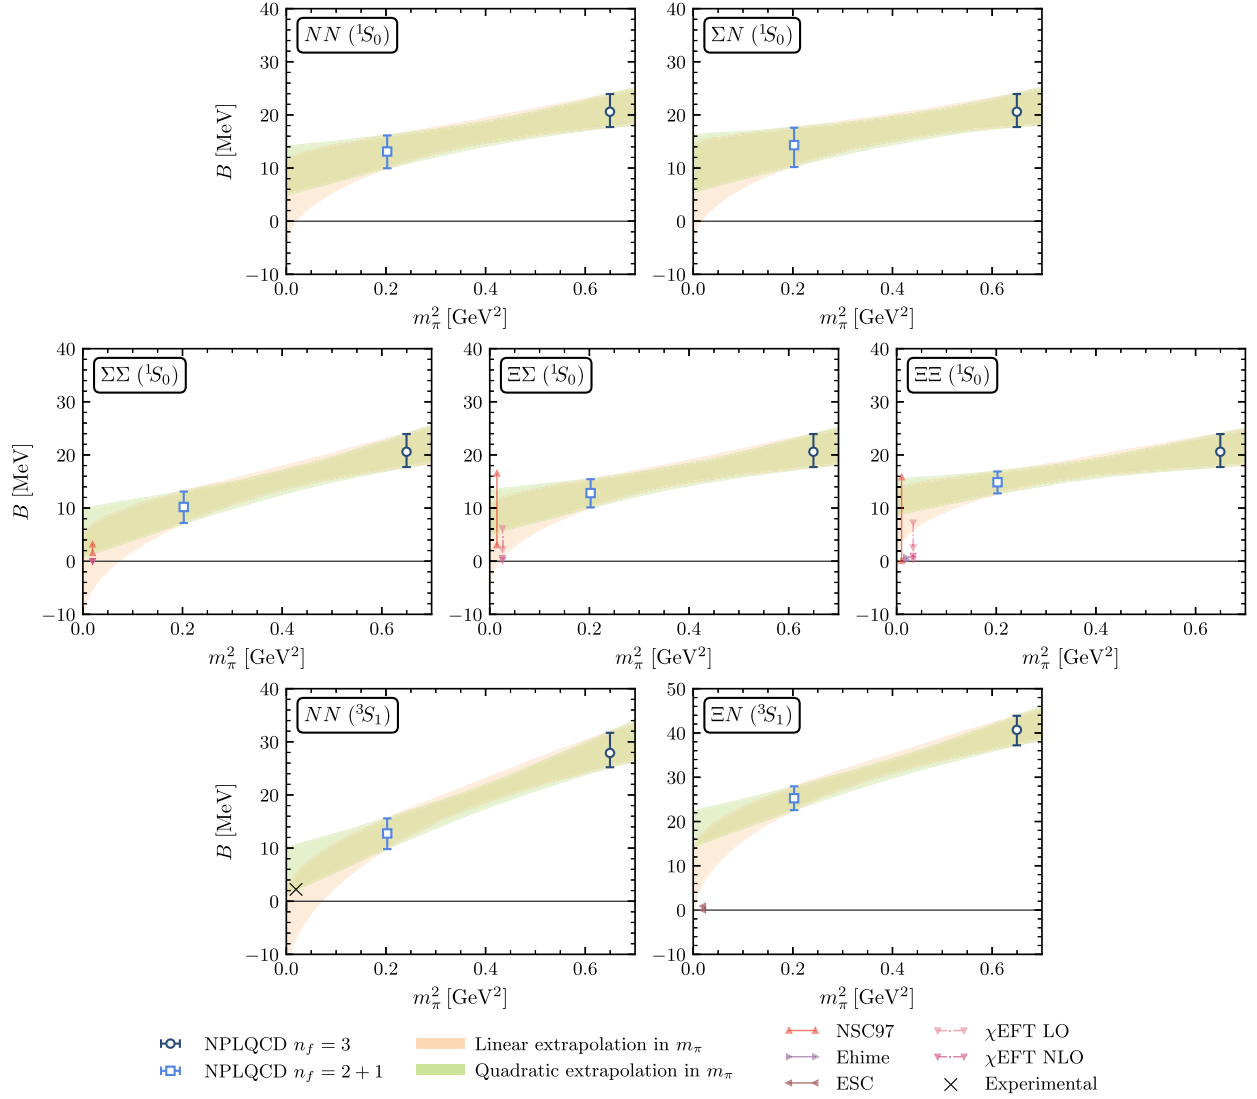 NN (¹S₀)
40
30
20
10
0
−10
B [MeV]
0.0 0.2 0.4 0.6
m²_π [GeV²]
ΣN (¹S₀)
40
30
20
10
0
−10
0.0 0.2 0.4 0.6
m²_π [GeV²]
ΣΣ (¹S₀)
40
30
20
10
0
−10
B [MeV]
0.0 0.2 0.4 0.6
m²_π [GeV²]
ΞΣ (¹S₀)
40
30
20
10
0
−10
0.0 0.2 0.4 0.6
m²_π [GeV²]
ΞΞ (¹S₀)
40
30
20
10
0
−10
0.0 0.2 0.4 0.6
m²_π [GeV²]
NN (³S₁)
40
30
20
10
0
−10
B [MeV]
0.0 0.2 0.4 0.6
m²_π [GeV²]
ΞN (³S₁)
50
40
30
20
10
0
−10
0.0 0.2 0.4 0.6
m²_π [GeV²]
NPLQCD n_f = 3
NPLQCD n_f = 2 + 1
Linear extrapolation in m_π
Quadratic extrapolation in m_π
NSC97
Ehime
ESC
χEFT LO
χEFT NLO
Experimental